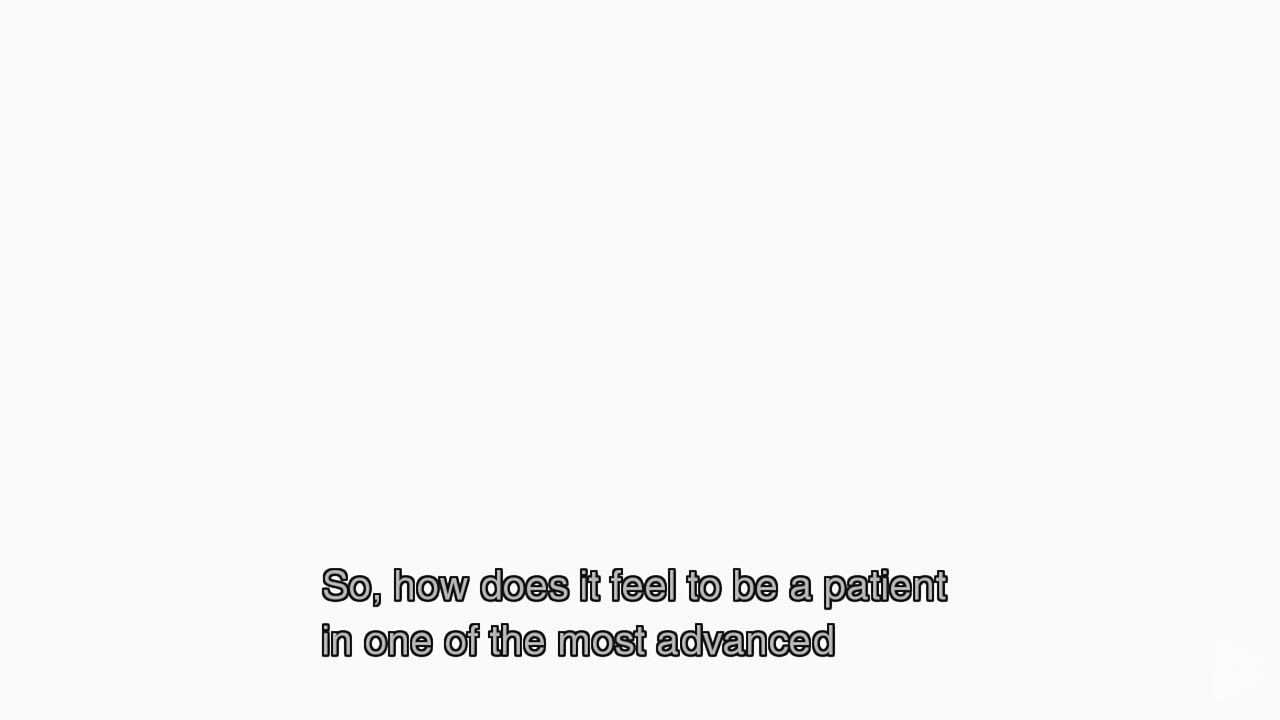 So, how does it feel to be a patient
in one of the most advanced